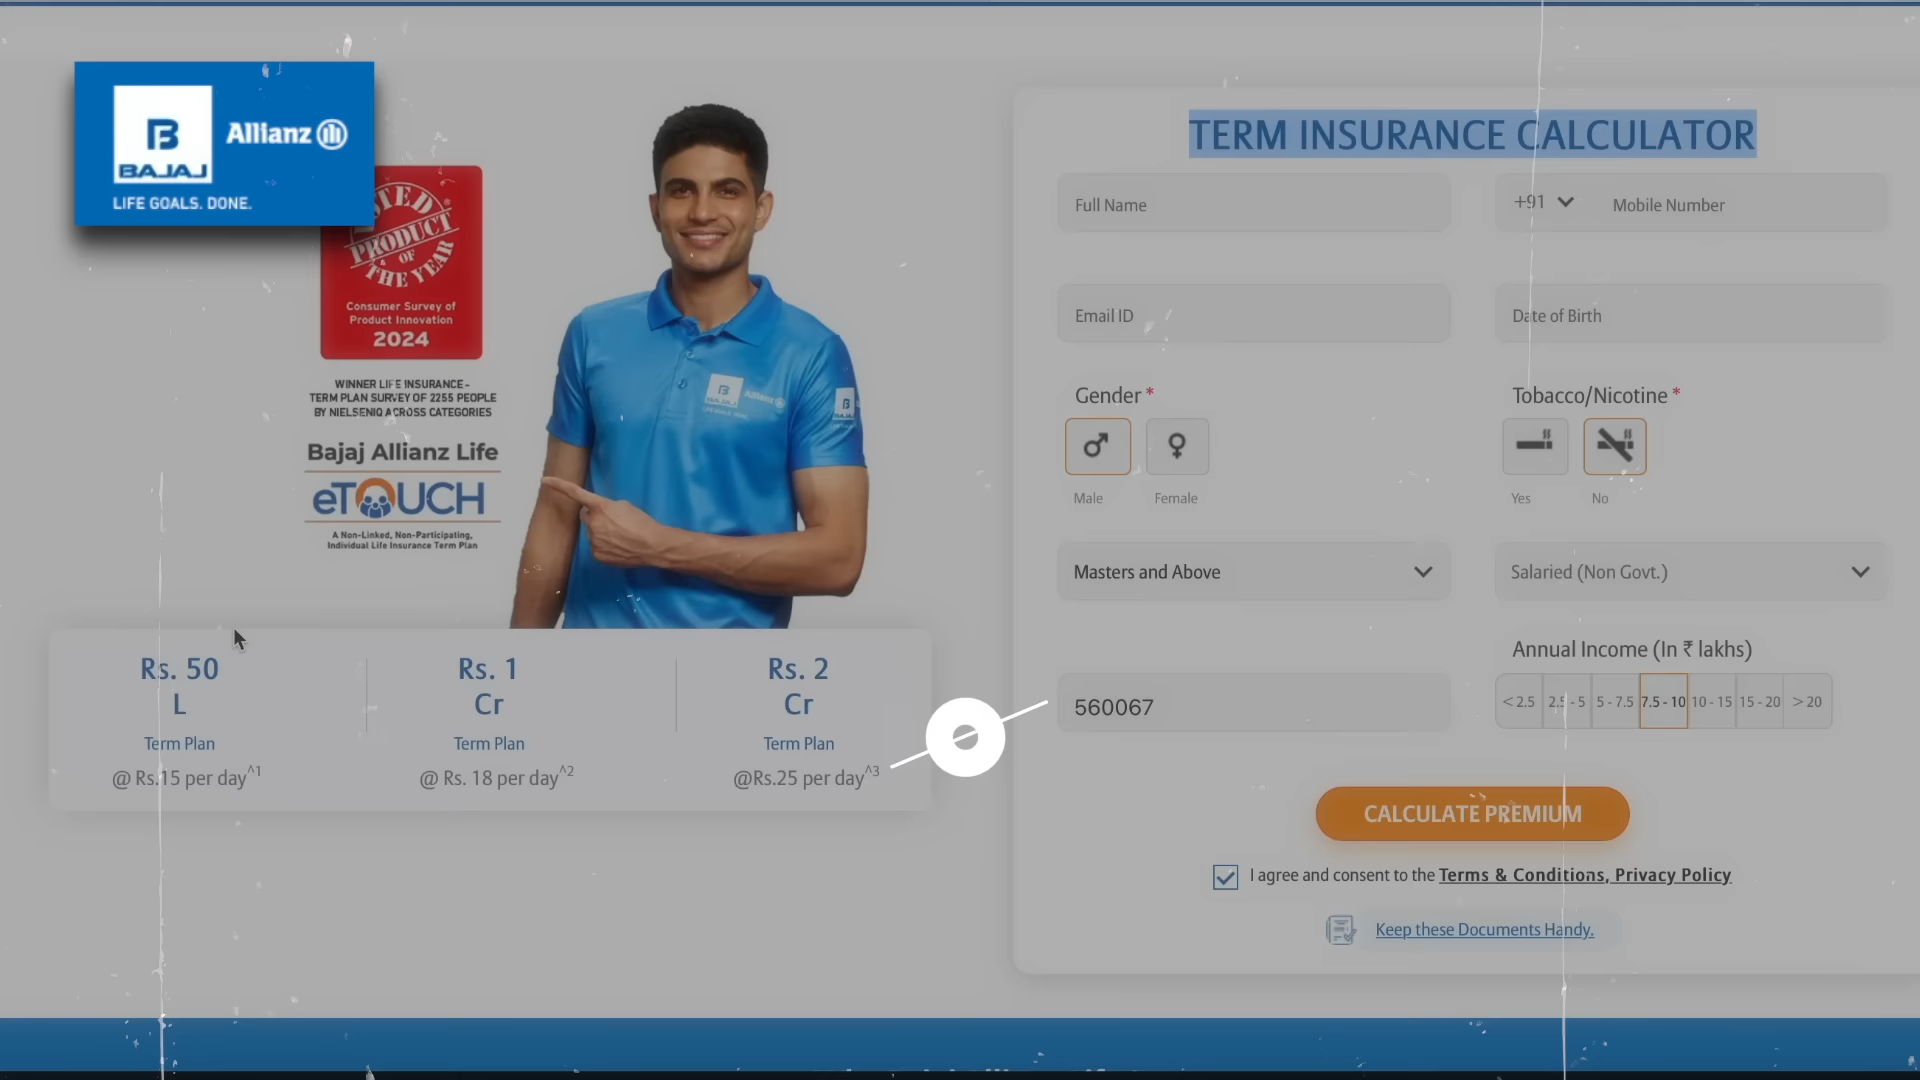 BAJAJ
Allianz
LIFE GOALS. DONE.
PRODUCT
OF
THE YEAR
Consumer Survey of
Product Innovation
2024
WINNER LIFE INSURANCE -
TERM PLAN SURVEY OF 2255 PEOPLE
BY NIELSENIQ ACROSS CATEGORIES
Bajaj Allianz Life
eTOUCH
A Non-Linked, Non-Participating,
Individual Life Insurance Term Plan
BAJAJ Allianz
Rs. 50
L
Term Plan
@ Rs.15 per day^1
Rs. 1
Cr
Term Plan
@ Rs. 18 per day^2
Rs. 2
Cr
Term Plan
@Rs.25 per day^3
TERM INSURANCE CALCULATOR
Full Name
+91 Mobile Number
Email ID
Date of Birth
Gender *
Male Female
Tobacco/Nicotine *
Yes No
Masters and Above
Salaried (Non Govt.)
Annual Income (In ₹ lakhs)
560067
< 2.5 2.5 - 5 5 - 7.5 7.5 - 10 10 - 15 15 - 20 > 20
CALCULATE PREMIUM
I agree and consent to the Terms & Conditions, Privacy Policy
Keep these Documents Handy.